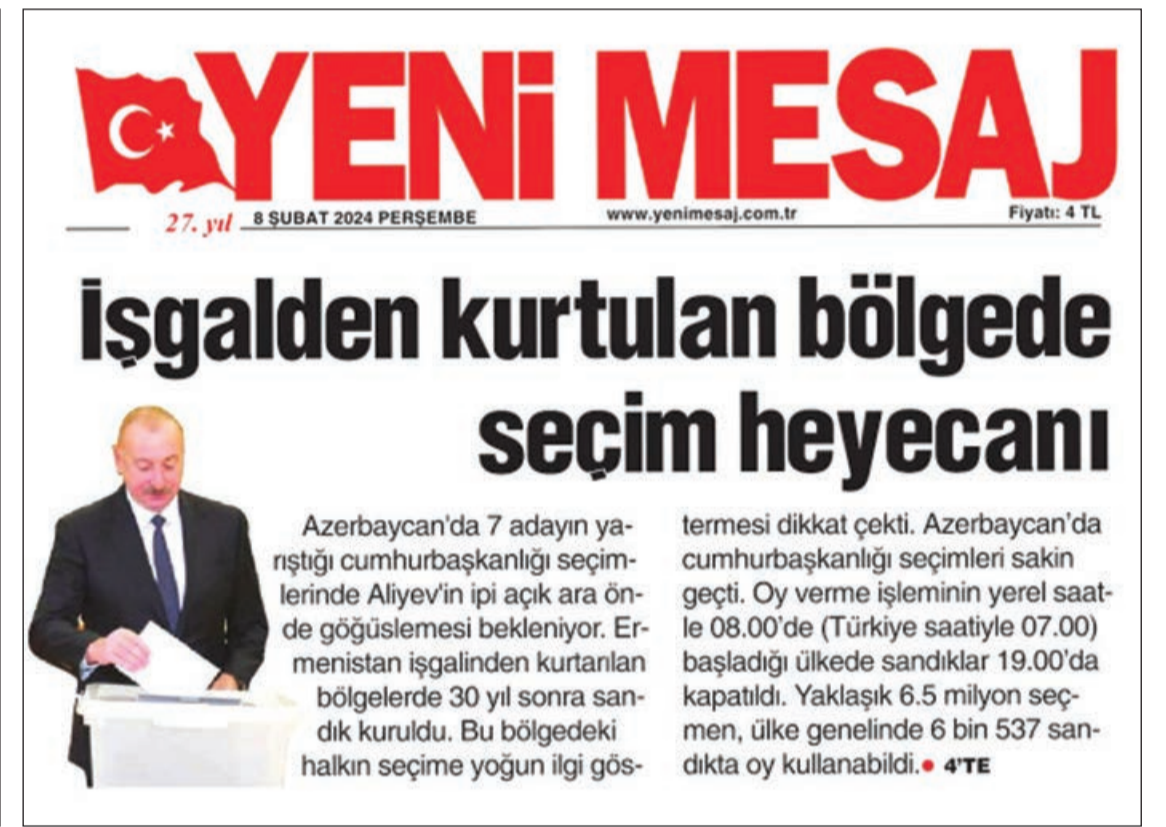 YENİ MESAJ
27. yıl 8 ŞUBAT 2024 PERŞEMBE www.yenimesaj.com.tr Fiyatı: 4 TL
İşgalden kurtulan bölgede
seçim heyecanı
Azerbaycan'da 7 adayın ya-
rıştığı cumhurbaşkanlığı seçim-
lerinde Aliyev'in ipi açık ara ön-
de göğüslemesi bekleniyor. Er-
menistan işgalinden kurtarılan
bölgelerde 30 yıl sonra san-
dık kuruldu. Bu bölgedeki
halkın seçime yoğun ilgi gös-
termesi dikkat çekti. Azerbaycan'da
cumhurbaşkanlığı seçimleri sakin
geçti. Oy verme işleminin yerel saat-
le 08.00'de (Türkiye saatiyle 07.00)
başladığı ülkede sandıklar 19.00'da
kapatıldı. Yaklaşık 6.5 milyon seç-
men, ülke genelinde 6 bin 537 san-
dıkta oy kullanabildi.● 4'TE